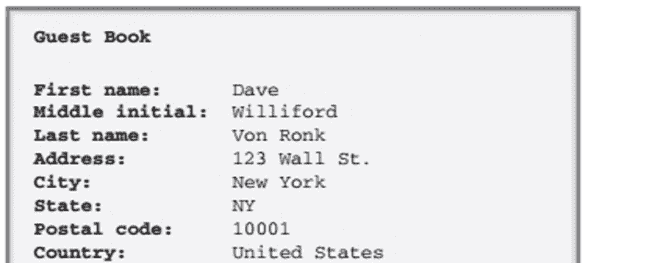 Guest Book
First name: Dave
Middle initial: Williford
Last name: Von Ronk
Address: 123 Wall St.
City: New York
State: NY
Postal code: 10001
Country: United States